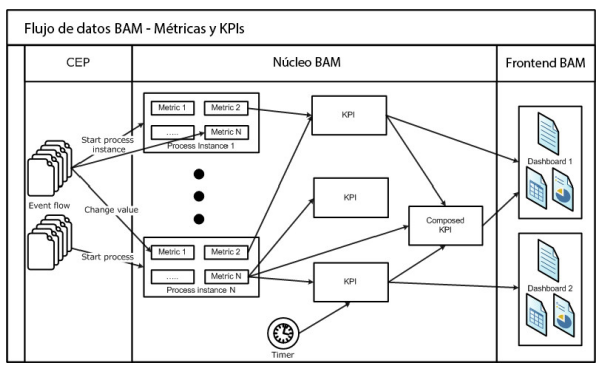 Flujo de datos BAM - Métricas y KPIs
CEP
Núcleo BAM
Frontend BAM
Metric 1
Metric 2
.....
Metric N
Process Instance 1
KPI
Start process
instance
Event flow
Change value
Start process
KPI
Composed
KPI
Dashboard 1
Metric 1
Metric 2
.....
Metric N
Process instance N
KPI
Dashboard 2
Timer